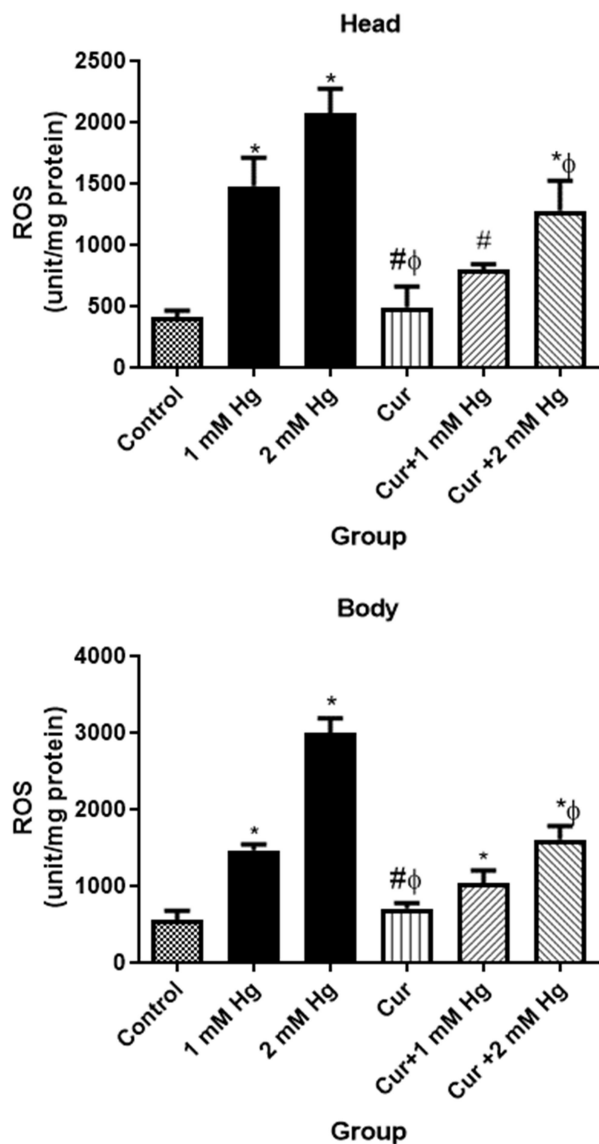 Head
ROS
(unit/mg protein)
2500
2000
1500
1000
500
0
*
*
#ϕ
#
*ϕ
Control
1 mM Hg
2 mM Hg
Cur
Cur+1 mM Hg
Cur +2 mM Hg
Group
Body
ROS
(unit/mg protein)
4000
3000
2000
1000
0
*
*
#ϕ
*
*ϕ
Control
1 mM Hg
2 mM Hg
Cur
Cur+1 mM Hg
Cur +2 mM Hg
Group